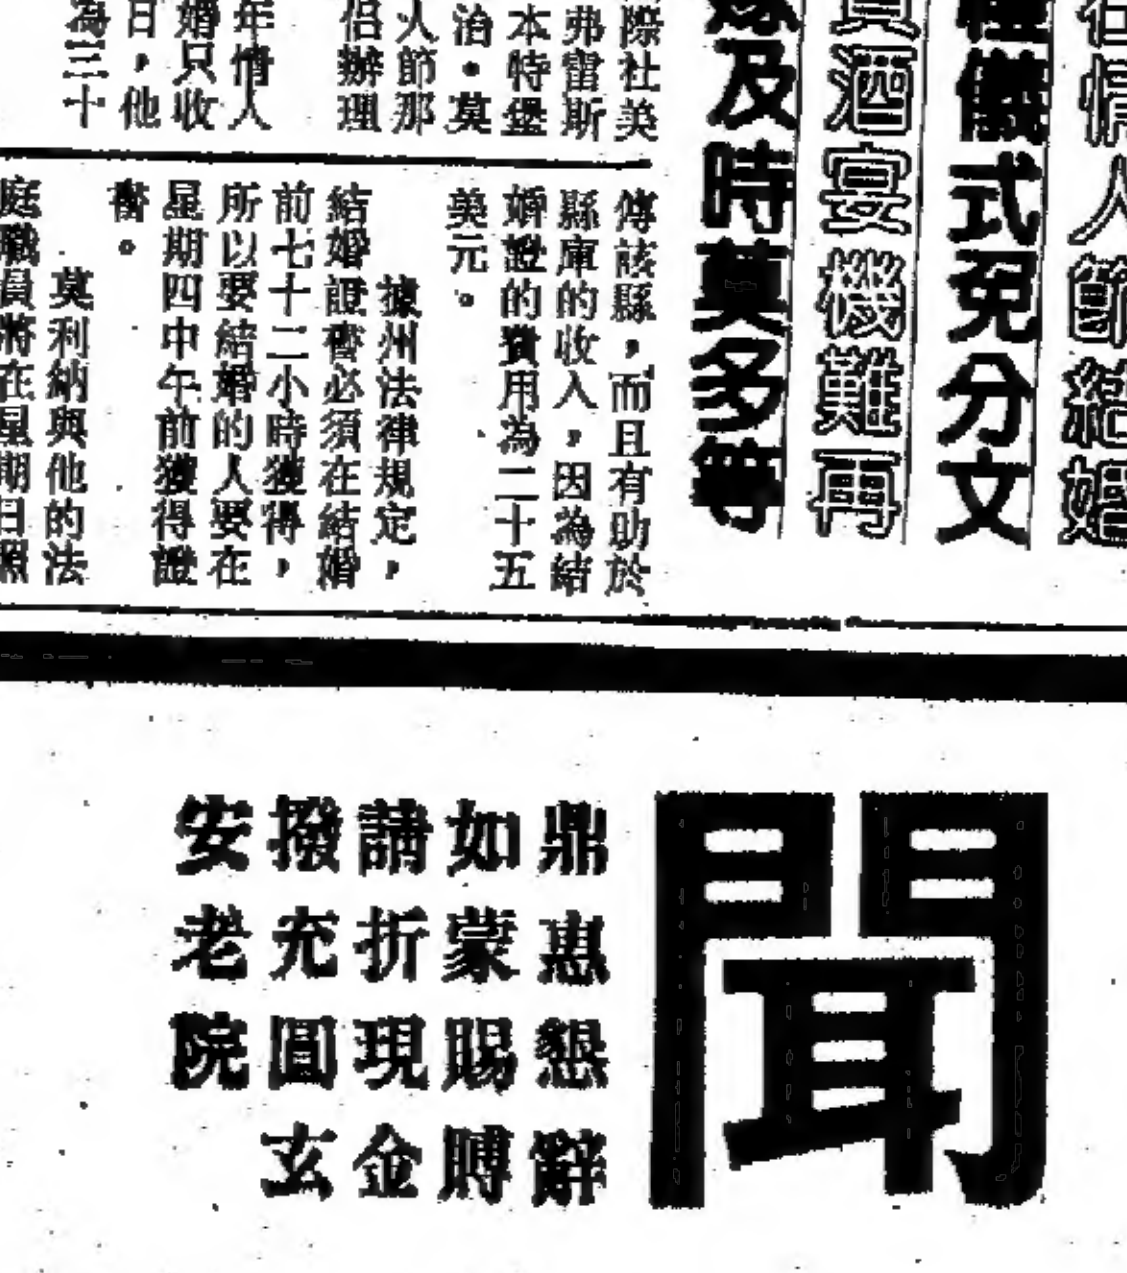 情人節結婚
種儀式免分文
酒宴機難再
嫁及時莫多等
際社美
弗雷斯
本特堡
治·莫
人節那
侶辦理
年情人
婚只收
日，他
為三十
傳該縣，而且有助於
縣庫的收入，因為結
婚證的費用為二十五
美元。
據州法律規定，
結婚證書必須在結婚
前七十二小時獲得，
所以要結婚的人要在
星期四中午前獲得證
書。
莫利納與他的法
庭職員將在星期日照
聞
鼎惠懇辭
如蒙賜賻
請折現金
撥充圓玄
安老院